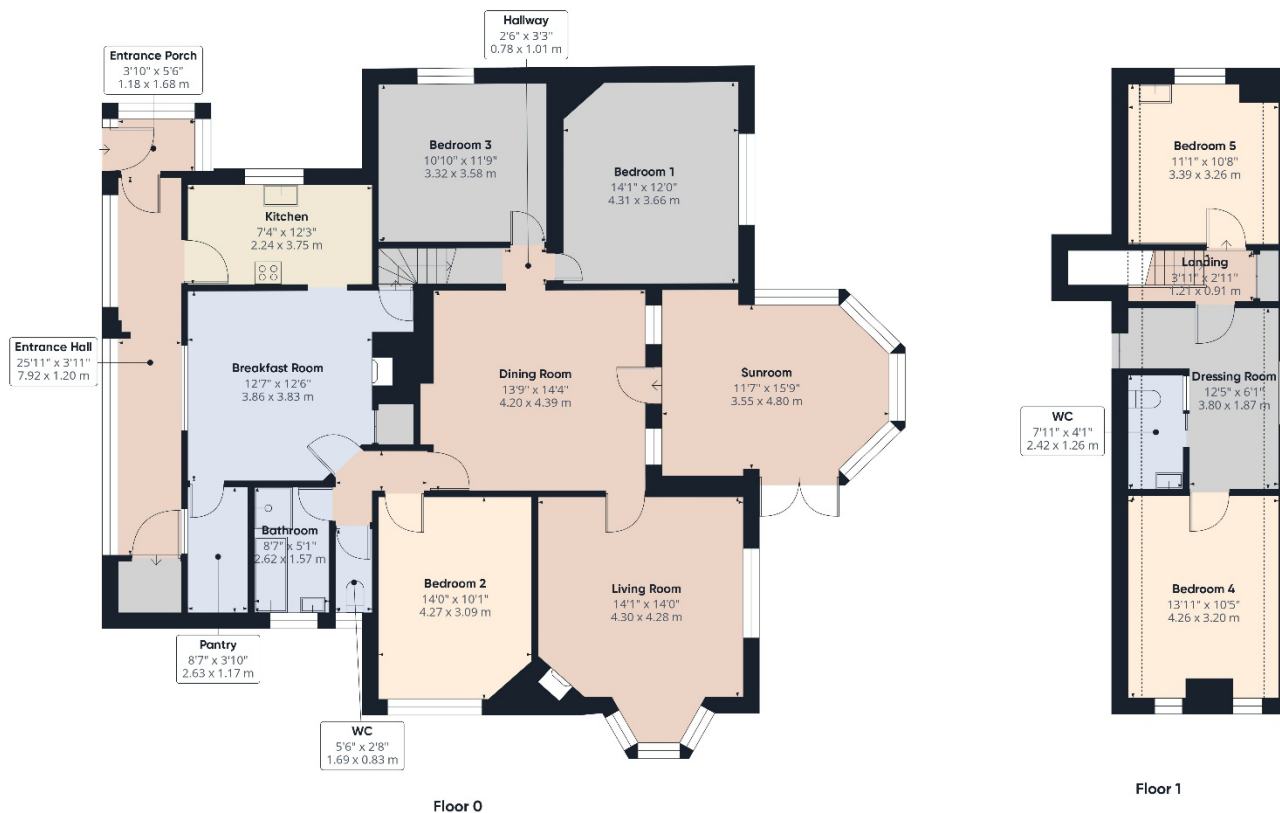 Hallway
2'6" x 3'3"
0.78 x 1.01 m
Entrance Porch
3'10" x 5'6"
1.18 x 1.68 m
Bedroom 3
10'10" x 11'9"
3.32 x 3.58 m
Bedroom 1
14'1" x 12'0"
4.31 x 3.66 m
Kitchen
7'4" x 12'3"
2.24 x 3.75 m
Entrance Hall
25'11" x 3'11"
7.92 x 1.20 m
Breakfast Room
12'7" x 12'6"
3.86 x 3.83 m
Dining Room
13'9" x 14'4"
4.20 x 4.39 m
Sunroom
11'7" x 15'9"
3.55 x 4.80 m
Bathroom
8'7" x 5'1"
2.62 x 1.57 m
Bedroom 2
14'0" x 10'1"
4.27 x 3.09 m
Living Room
14'1" x 14'0"
4.30 x 4.28 m
Pantry
8'7" x 3'10"
2.63 x 1.17 m
WC
5'6" x 2'8"
1.69 x 0.83 m
Floor 0
Bedroom 5
11'1" x 10'8"
3.39 x 3.26 m
Landing
3'11" x 2'11"
1.21 x 0.91 m
Dressing Room
12'5" x 6'1"
3.80 x 1.87 m
WC
7'11" x 4'1"
2.42 x 1.26 m
Bedroom 4
13'11" x 10'5"
4.26 x 3.20 m
Floor 1